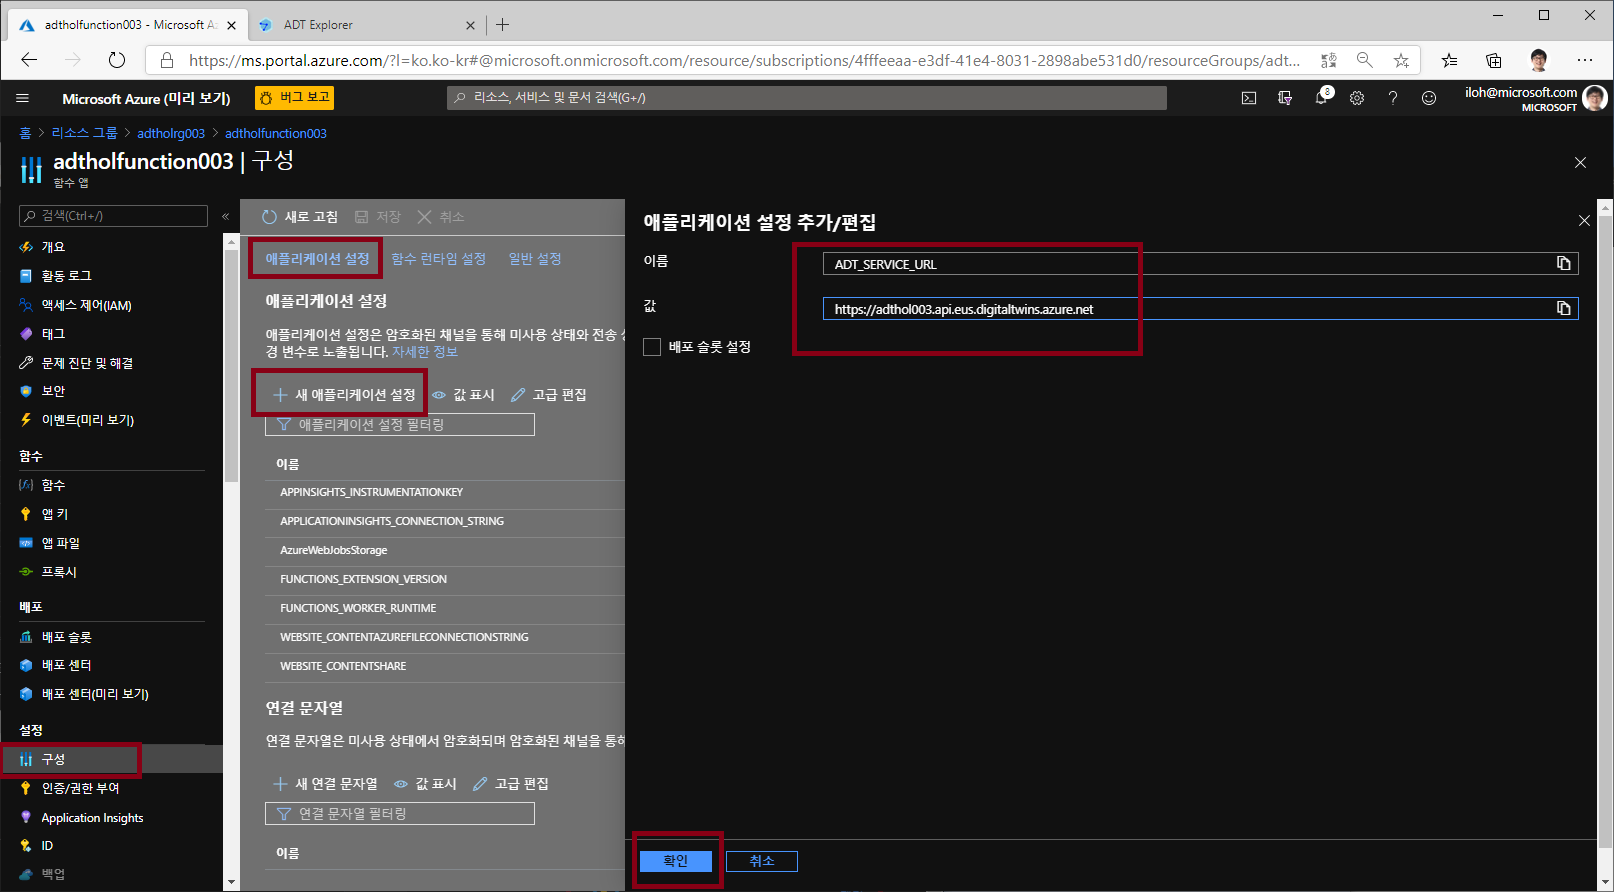 adtholfunction003 - Microsoft Az
ADT Explorer
https://ms.portal.azure.com/?l=ko.ko-kr#@microsoft.onmicrosoft.com/resource/subscriptions/4fffeeaa-e3df-41e4-8031-2898abe531d0/resourceGroups/adt...
Microsoft Azure (미리 보기)
버그 보고
리소스, 서비스 및 문서 검색(G+/)
8
iloh@microsoft.com
MICROSOFT
홈 > 리소스 그룹 > adtholrg003 > adtholfunction003
adtholfunction003 | 구성
함수 앱
검색(Ctrl+/)
개요
활동 로그
액세스 제어(IAM)
태그
문제 진단 및 해결
보안
이벤트(미리 보기)
함수
함수
앱 키
앱 파일
프록시
배포
배포 슬롯
배포 센터
배포 센터(미리 보기)
설정
구성
인증/권한 부여
Application Insights
ID
백업
새로 고침
저장
취소
애플리케이션 설정
함수 런타임 설정
일반 설정
애플리케이션 설정
애플리케이션 설정은 암호화된 채널을 통해 미사용 상태와 전송 
경 변수로 노출됩니다. 자세한 정보
새 애플리케이션 설정
값 표시
고급 편집
애플리케이션 설정 필터링
이름
APPINSIGHTS_INSTRUMENTATIONKEY
APPLICATIONINSIGHTS_CONNECTION_STRING
AzureWebJobsStorage
FUNCTIONS_EXTENSION_VERSION
FUNCTIONS_WORKER_RUNTIME
WEBSITE_CONTENTAZUREFILECONNECTIONSTRING
WEBSITE_CONTENTSHARE
연결 문자열
연결 문자열은 미사용 상태에서 암호화되며 암호화된 채널을 통해
새 연결 문자열
값 표시
고급 편집
연결 문자열 필터링
이름
애플리케이션 설정 추가/편집
이름
ADT_SERVICE_URL
값
https://adthol003.api.eus.digitaltwins.azure.net
배포 슬롯 설정
확인
취소